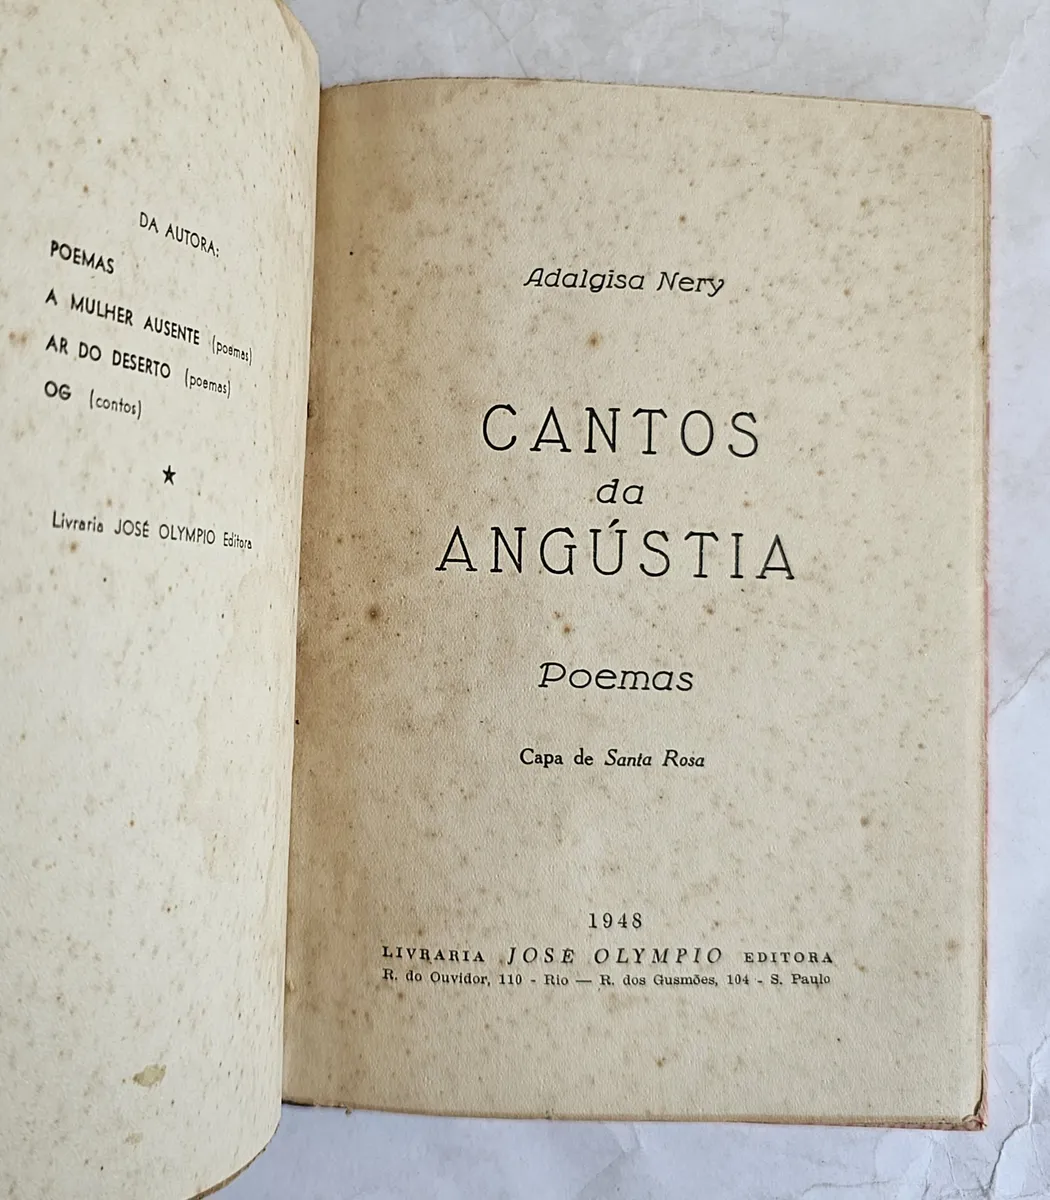 DA AUTORA:
POEMAS
A MULHER AUSENTE (poemas)
AR DO DESERTO (poemas)
OG (contos)
Livraria JOSÉ OLYMPIO Editora
Adalgisa Nery
CANTOS
da
ANGÚSTIA
Poemas
Capa de Santa Rosa
1948
LIVRARIA JOSÉ OLYMPIO EDITORA
R. do Ouvidor, 110 - Rio — R. dos Gusmões, 104 - S. Paulo